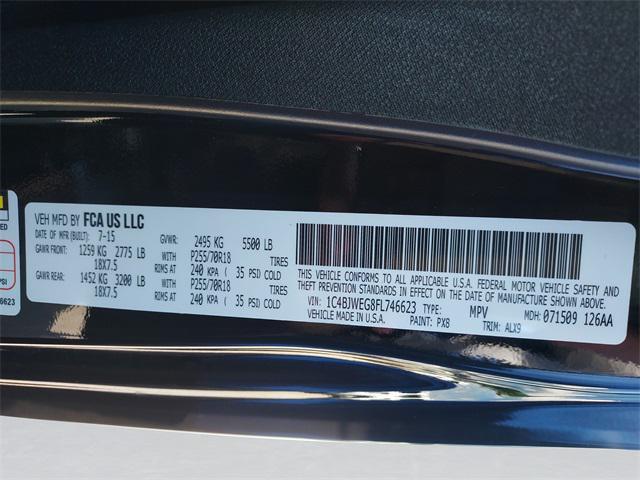 VEH MFD BY FCA US LLC
DATE OF MFR(BUILT): 7-15 GVWR: 2495 KG 5500 LB
GAWR FRONT: 1259 KG 2775 LB WITH P255/70R18 TIRES
18X7.5 RIMS AT 240 KPA ( 35 PSI) COLD
GAWR REAR: 1452 KG 3200 LB WITH P255/70R18 TIRES
18X7.5 RIMS AT 240 KPA ( 35 PSI) COLD
THIS VEHICLE CONFORMS TO ALL APPLICABLE U.S.A. FEDERAL MOTOR VEHICLE SAFETY AND
THEFT PREVENTION STANDARDS IN EFFECT ON THE DATE OF MANUFACTURE SHOWN ABOVE.
VIN: 1C4BJWEG8FL746623 TYPE: MPV MDH: 071509 126AA
VEHICLE MADE IN U.S.A. PAINT: PX8 TRIM: ALX9
PSI
6623